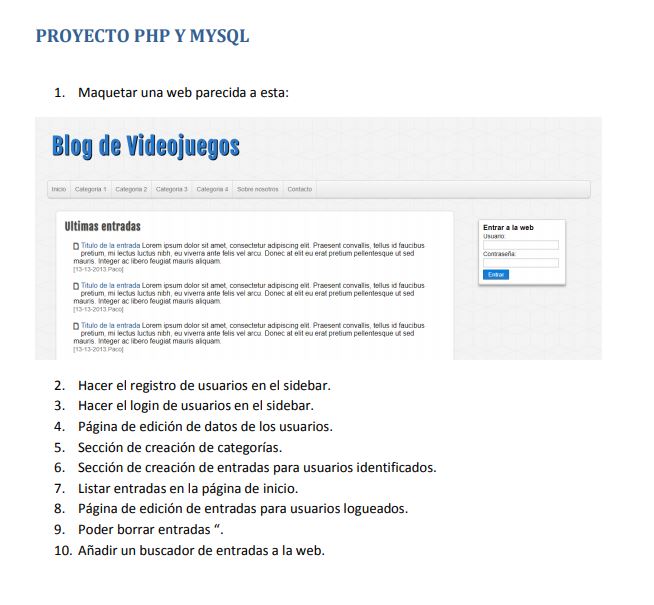 PROYECTO PHP Y MYSQL
1. Maquetar una web parecida a esta:
Blog de Videojuegos
Inicio Categoria 1 Categoria 2 Categoria 3 Categoria 4 Sobre nosotros Contacto
Ultimas entradas
Titulo de la entrada Lorem ipsum dolor sit amet, consectetur adipiscing elit. Praesent convallis, tellus id faucibus
pretium, mi lectus luctus nibh, eu viverra ante felis vel arcu. Donec at elit eu erat pretium pellentesque ut sed
mauris. Integer ac libero feugiat mauris aliquam.
[13-13-2013 Paco]
Titulo de la entrada Lorem ipsum dolor sit amet, consectetur adipiscing elit. Praesent convallis, tellus id faucibus
pretium, mi lectus luctus nibh, eu viverra ante felis vel arcu. Donec at elit eu erat pretium pellentesque ut sed
mauris. Integer ac libero feugiat mauris aliquam.
[13-13-2013 Paco]
Titulo de la entrada Lorem ipsum dolor sit amet, consectetur adipiscing elit. Praesent convallis, tellus id faucibus
pretium, mi lectus luctus nibh, eu viverra ante felis vel arcu. Donec at elit eu erat pretium pellentesque ut sed
mauris. Integer ac libero feugiat mauris aliquam.
[13-13-2013 Paco]
Entrar a la web
Usuario:
Contraseña:
Entrar
2. Hacer el registro de usuarios en el sidebar.
3. Hacer el login de usuarios en el sidebar.
4. Página de edición de datos de los usuarios.
5. Sección de creación de categorías.
6. Sección de creación de entradas para usuarios identificados.
7. Listar entradas en la página de inicio.
8. Página de edición de entradas para usuarios logueados.
9. Poder borrar entradas “.
10. Añadir un buscador de entradas a la web.